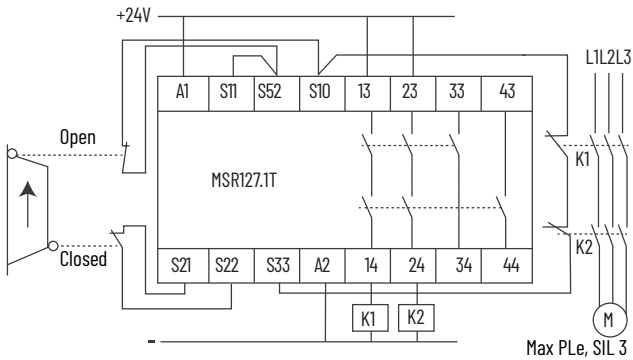 +24V
L1L2L3
A1 S11 S52 S10 13 23 33 43
Open
K1
MSR127.1T
K2
Closed
S21 S22 S33 A2 14 24 34 44
K1 K2
M
-
Max PLe, SIL 3